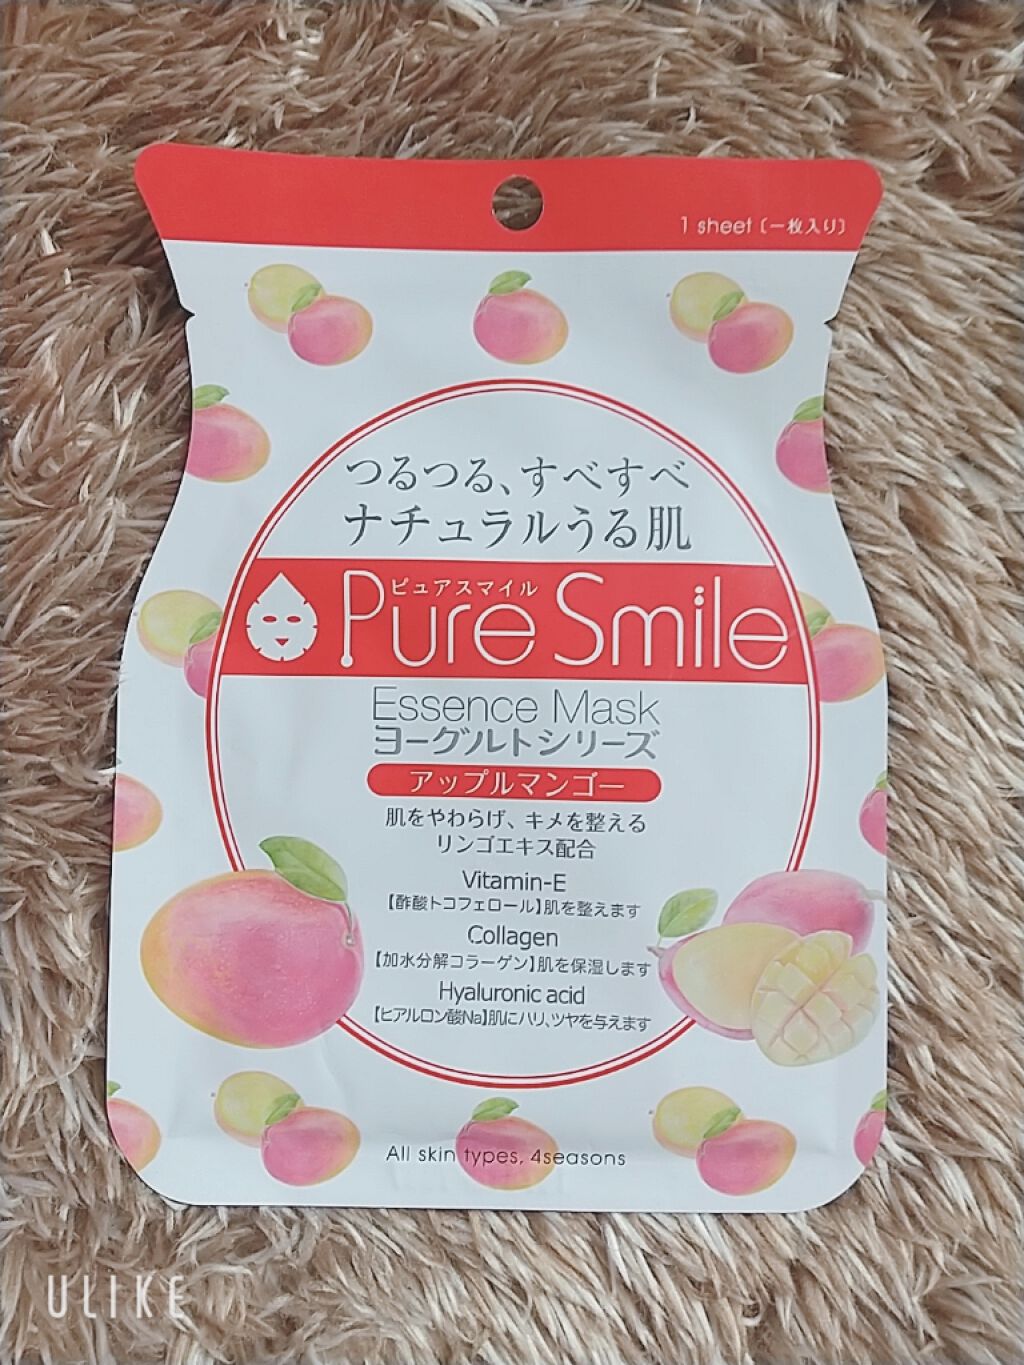 1 sheet〔一枚入り〕
つるつる、すべすべ
ナチュラルうる肌
ピュアスマイル
Pure Smile
Essence Mask
ヨーグルトシリーズ
アップルマンゴー
肌をやわらげ、キメを整える
リンゴエキス配合
Vitamin-E
【酢酸トコフェロール】肌を整えます
Collagen
【加水分解コラーゲン】肌を保湿します
Hyaluronic acid
【ヒアルロン酸Na】肌にハリ、ツヤを与えます
All skin types, 4seasons
ULIKE